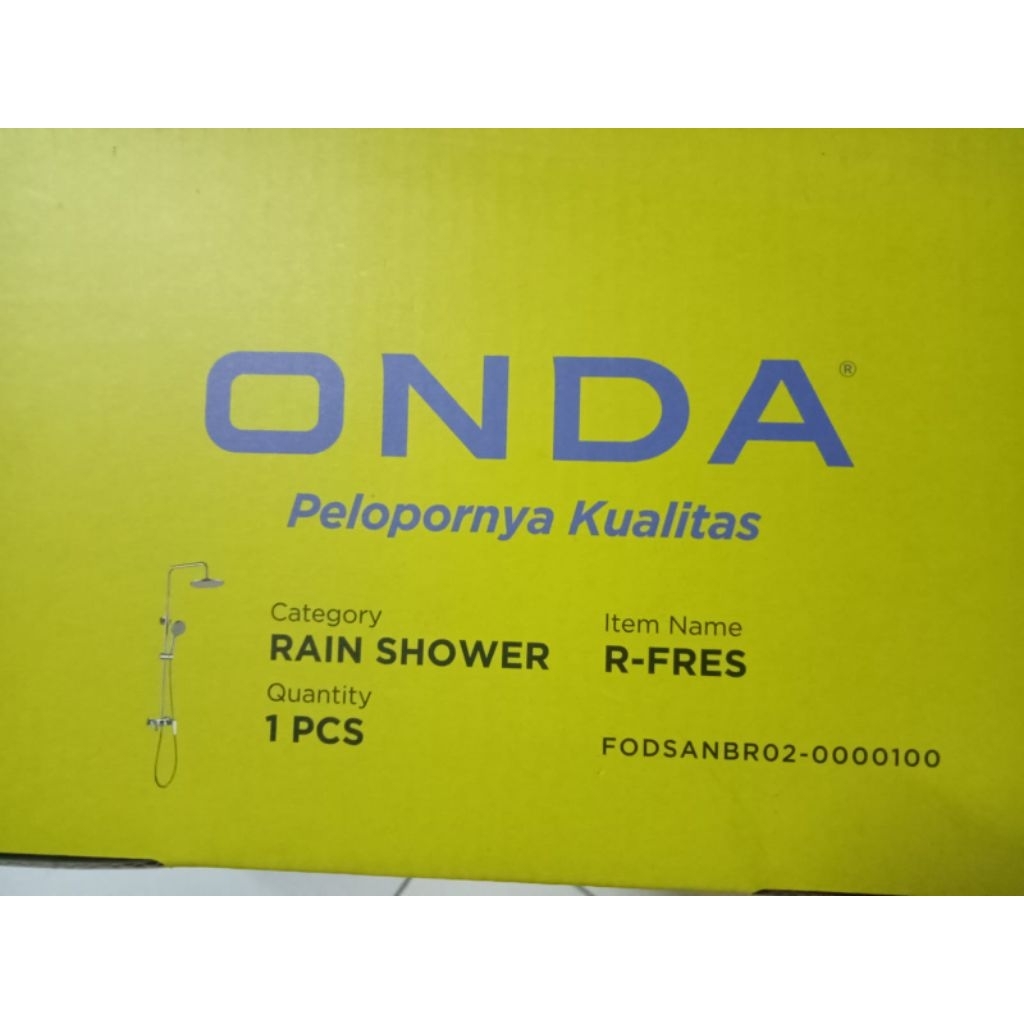 ONDA®
Pelopornya Kualitas
Category
RAIN SHOWER
Quantity
1 PCS
Item Name
R-FRES
FODSANBR02-0000100